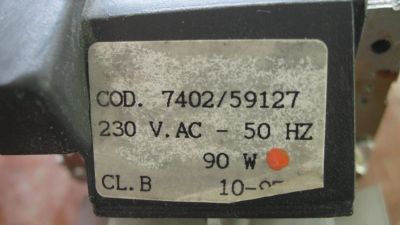 COD. 7402/59127
230 V.AC - 50 HZ
90 W
CL.B